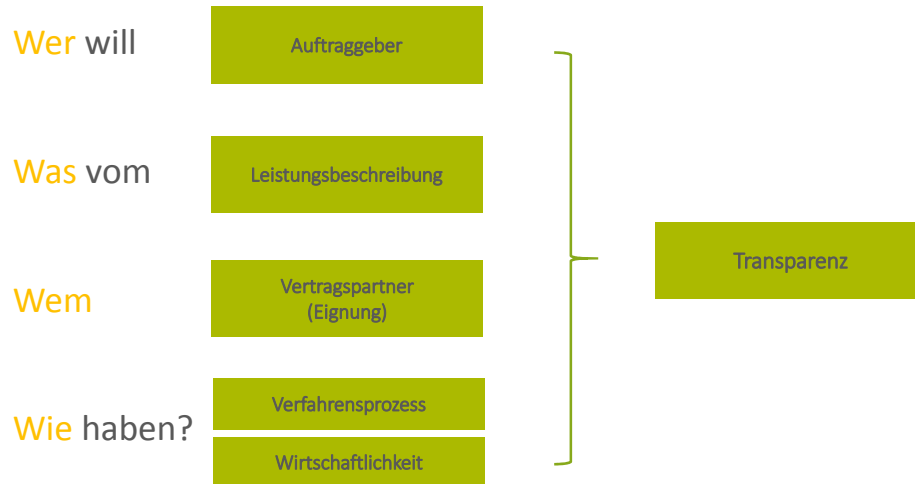 Wer will
Auftraggeber
Was vom
Leistungsbeschreibung
Wem
Vertragspartner
(Eignung)
Wie haben?
Verfahrensprozess
Wirtschaftlichkeit
Transparenz